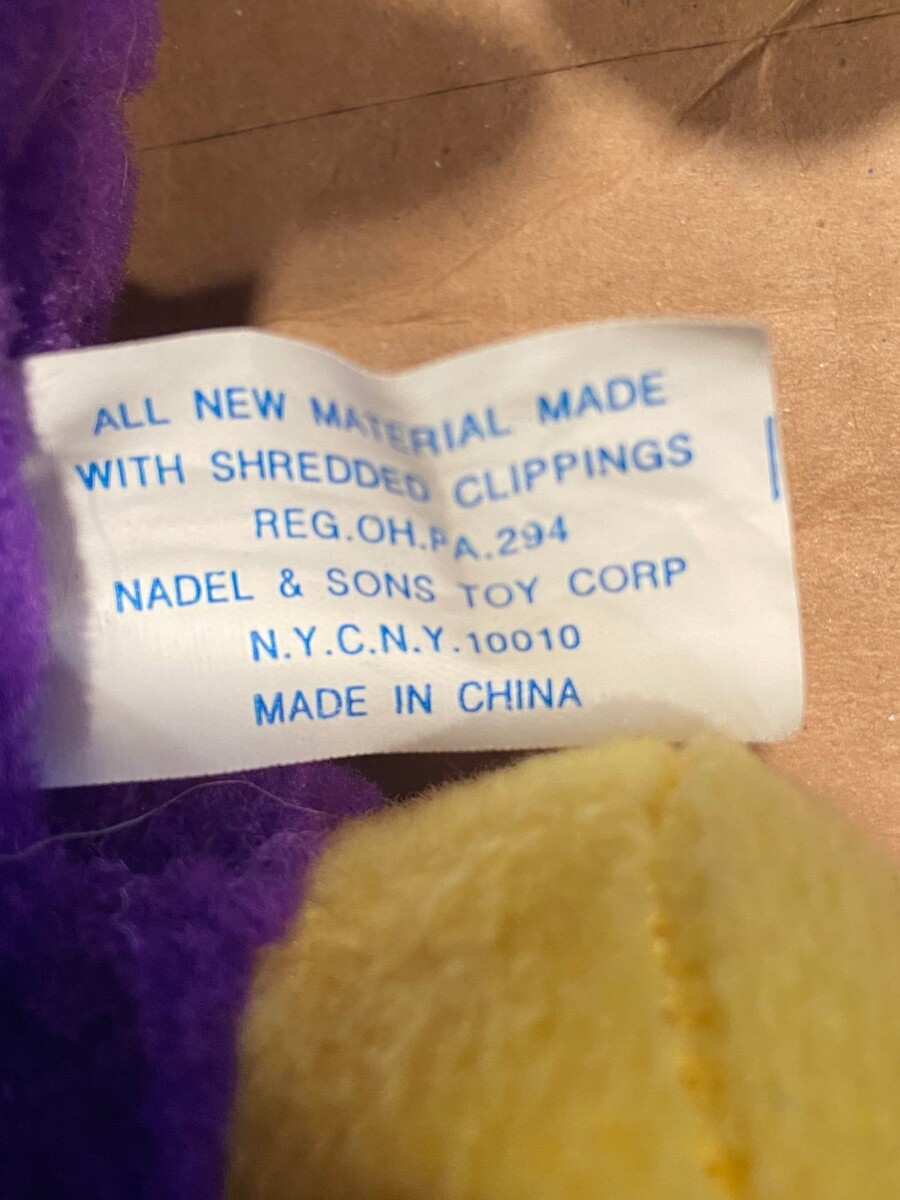 ALL NEW MATERIAL MADE
WITH SHREDDED CLIPPINGS
REG.OH.PA.294
NADEL & SONS TOY CORP
N.Y.C.N.Y.10010
MADE IN CHINA